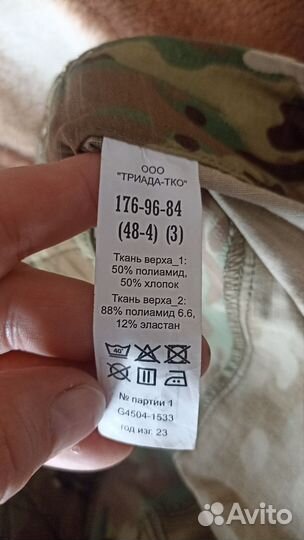 ООО
"ТРИАДА-ТКО"
176-96-84
(48-4) (3)
Ткань верха_1:
50% полиамид,
50% хлопок
Ткань верха_2:
88% полиамид 6.6,
12% эластан
40°
№ партии 1
G4504-1533
год изг. 23
Avito